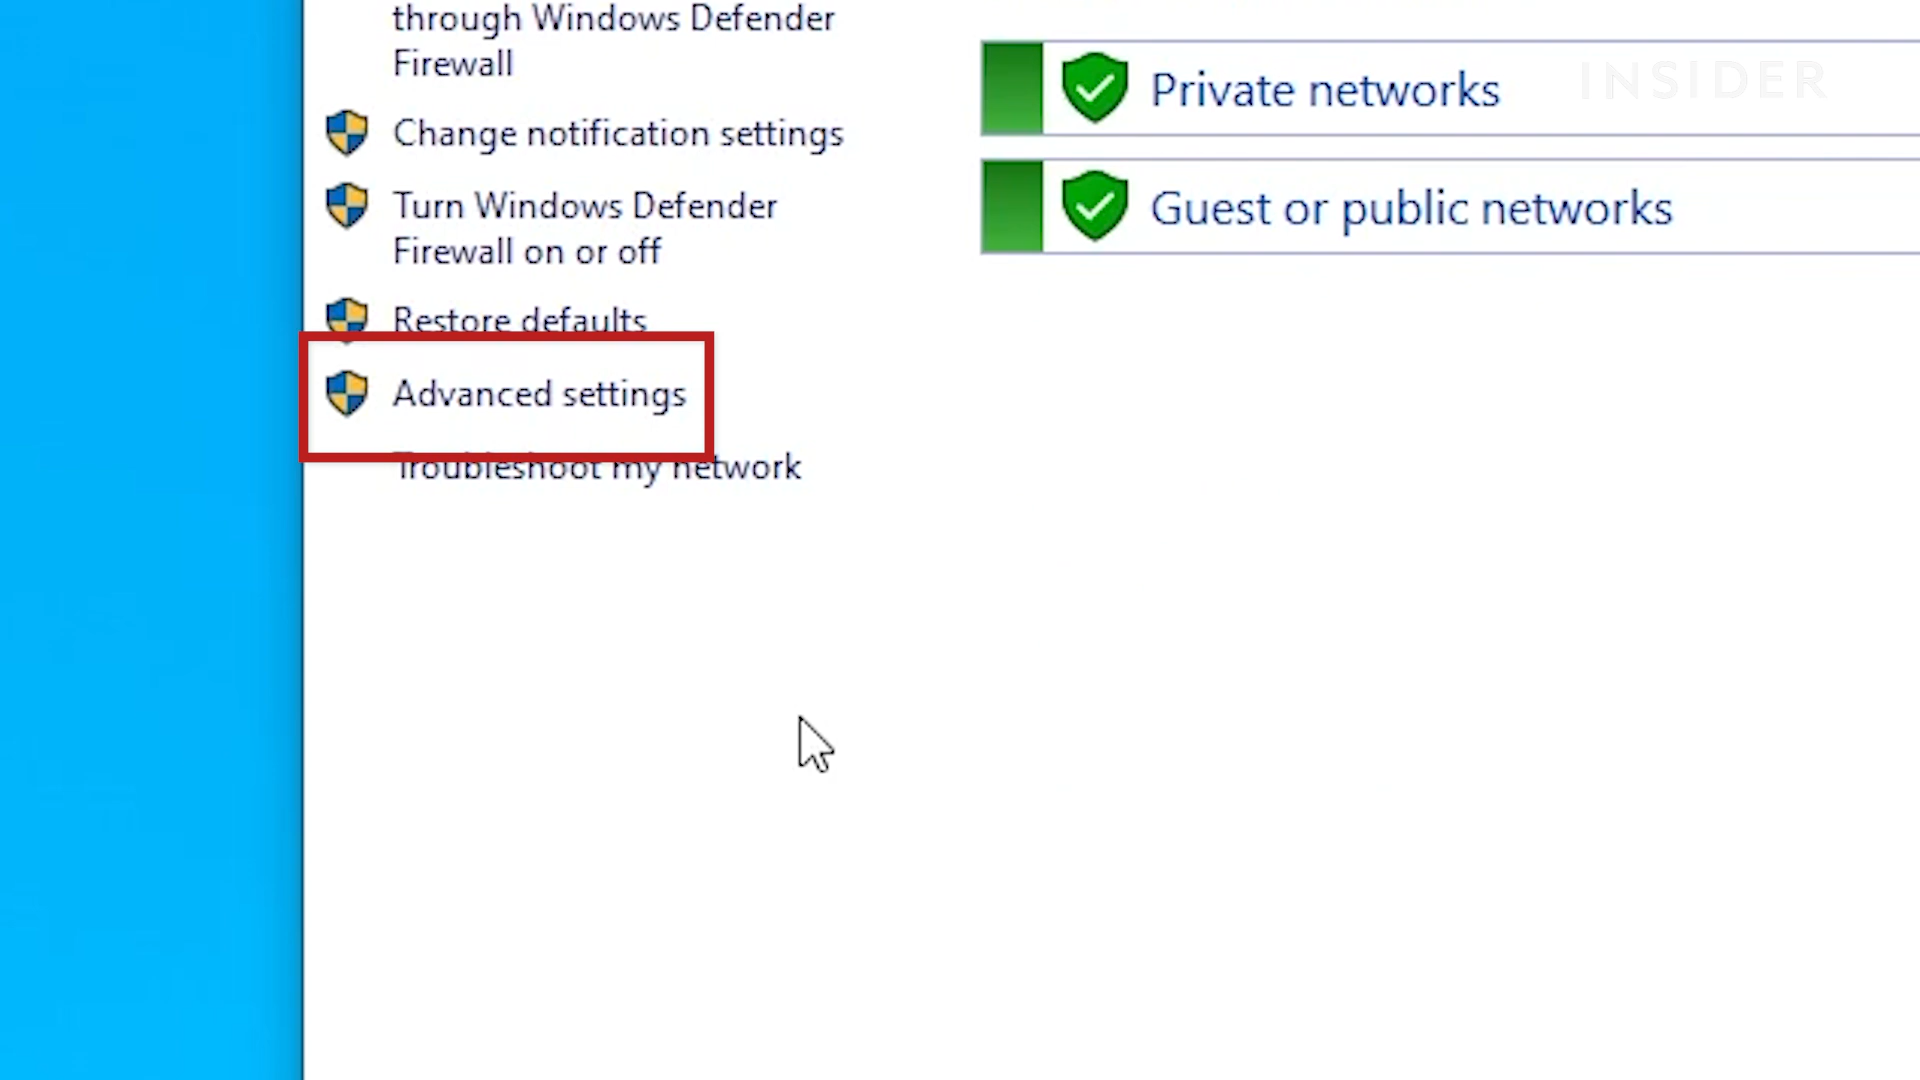 through Windows Defender
Firewall
Change notification settings
Turn Windows Defender
Firewall on or off
Restore defaults
Advanced settings
Troubleshoot my network
Private networks
INSIDER
Guest or public networks